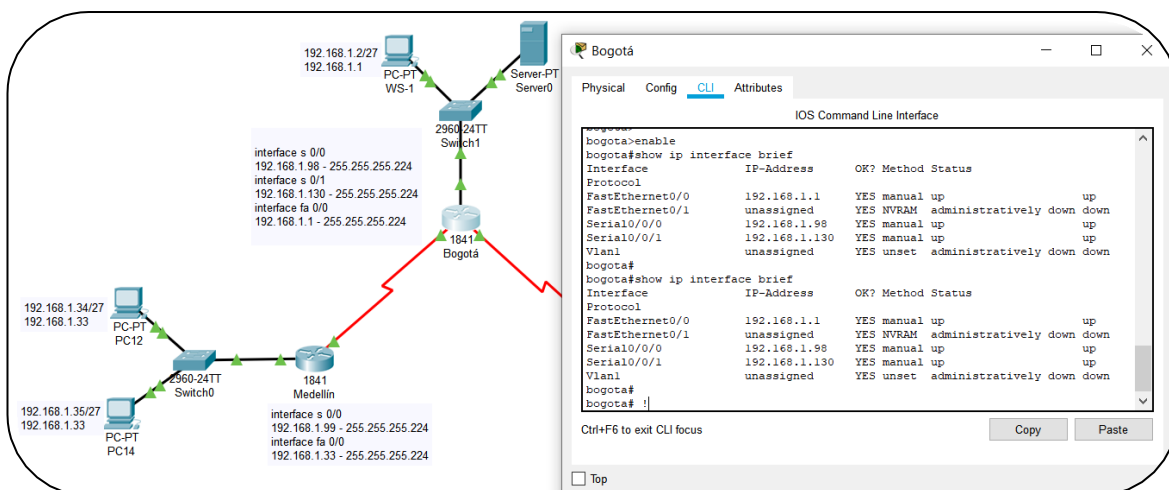 192.168.1.2/27
192.168.1.1
PC-PT
WS-1
Server-PT
Server0
2960-24TT
Switch1
interface s 0/0
192.168.1.98 - 255.255.255.224
interface s 0/1
192.168.1.130 - 255.255.255.224
interface fa 0/0
192.168.1.1 - 255.255.255.224
1841
Bogotá
192.168.1.34/27
192.168.1.33
PC-PT
PC12
2960-24TT
Switch0
1841
Medellín
192.168.1.35/27
192.168.1.33
PC-PT
PC14
interface s 0/0
192.168.1.99 - 255.255.255.224
interface fa 0/0
192.168.1.33 - 255.255.255.224
Bogotá
Physical Config CLI Attributes
IOS Command Line Interface
bogota>enable
bogota#show ip interface brief
Interface IP-Address OK? Method Status
Protocol
FastEthernet0/0 192.168.1.1 YES manual up up
FastEthernet0/1 unassigned YES NVRAM administratively down down
Serial0/0/0 192.168.1.98 YES manual up up
Serial0/0/1 192.168.1.130 YES manual up up
Vlan1 unassigned YES unset administratively down down
bogota#
bogota#show ip interface brief
Interface IP-Address OK? Method Status
Protocol
FastEthernet0/0 192.168.1.1 YES manual up up
FastEthernet0/1 unassigned YES NVRAM administratively down down
Serial0/0/0 192.168.1.98 YES manual up up
Serial0/0/1 192.168.1.130 YES manual up up
Vlan1 unassigned YES unset administratively down down
bogota#
bogota# !
Ctrl+F6 to exit CLI focus
Copy Paste
Top